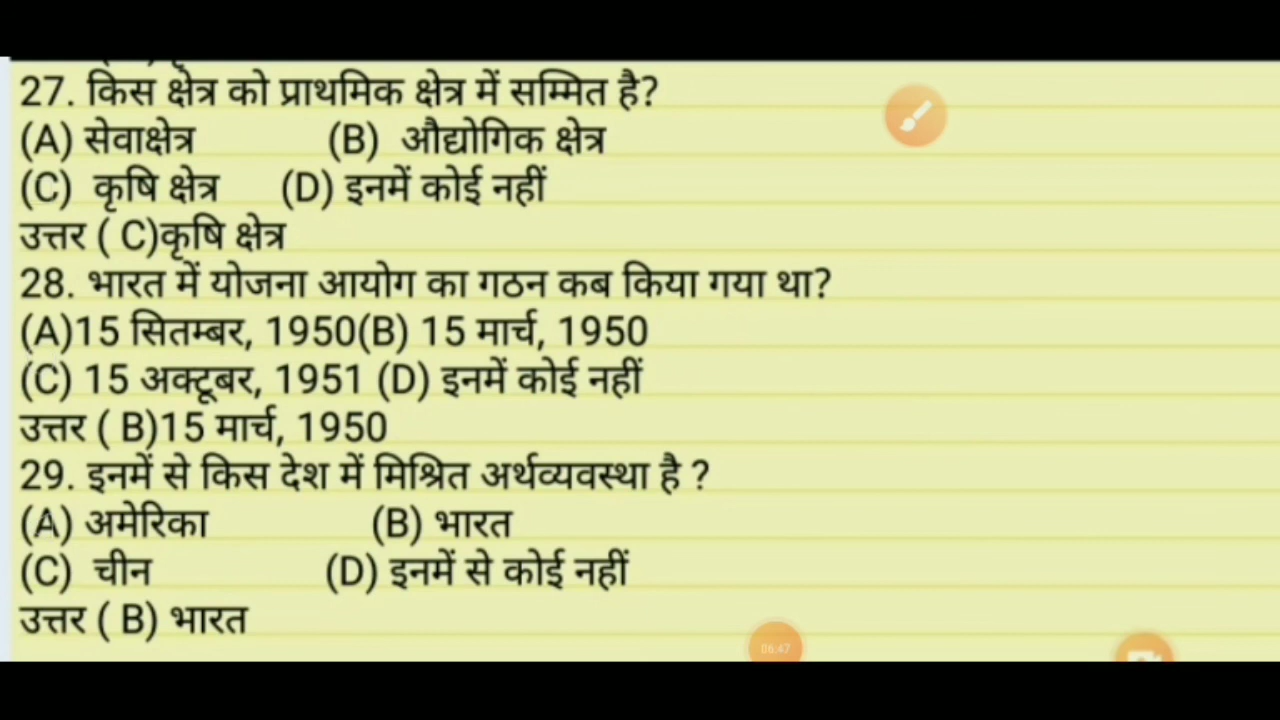 27. किस क्षेत्र को प्राथमिक क्षेत्र में सम्मित है?
(A) सेवाक्षेत्र (B) औद्योगिक क्षेत्र
(C) कृषि क्षेत्र (D) इनमें कोई नहीं
उत्तर ( C)कृषि क्षेत्र
28. भारत में योजना आयोग का गठन कब किया गया था?
(A)15 सितम्बर, 1950(B) 15 मार्च, 1950
(C) 15 अक्टूबर, 1951 (D) इनमें कोई नहीं
उत्तर ( B)15 मार्च, 1950
29. इनमें से किस देश में मिश्रित अर्थव्यवस्था है ?
(A) अमेरिका (B) भारत
(C) चीन (D) इनमें से कोई नहीं
उत्तर ( B) भारत
06:47